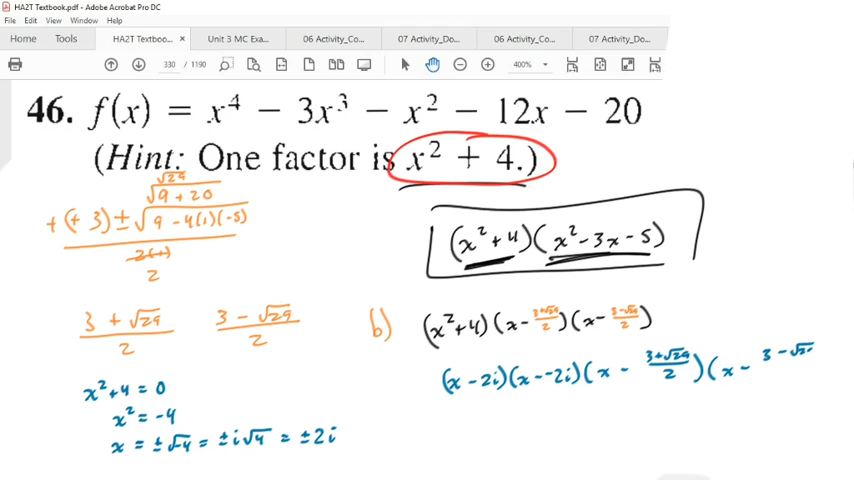 HA2T Textbook.pdf - Adobe Acrobat Pro DC
File Edit View Window Help
Home Tools HA2T Textboo... × Unit 3 MC Exa... 06 Activity_Co... 07 Activity_Do... 06 Activity_Co... 07 Activity_Do...
330 / 1190 400%
46. f(x) = x⁴ − 3x³ − x² − 12x − 20
(Hint: One factor is x² + 4.)
√29
√9 + 20
+(+3) ± √9 - 4(1)(-5)
2(1)
2
(x²+4)(x²-3x-5)
3 + √29 / 2 3 - √29 / 2
b) (x²+4)(x - 3+√29 / 2)(x - 3-√29 / 2)
(x - 2i)(x - -2i)(x - 3+√29 / 2)(x - 3 - √
x²+4 = 0
x² = -4
x = ±√-4 = ±i√4 = ±2i